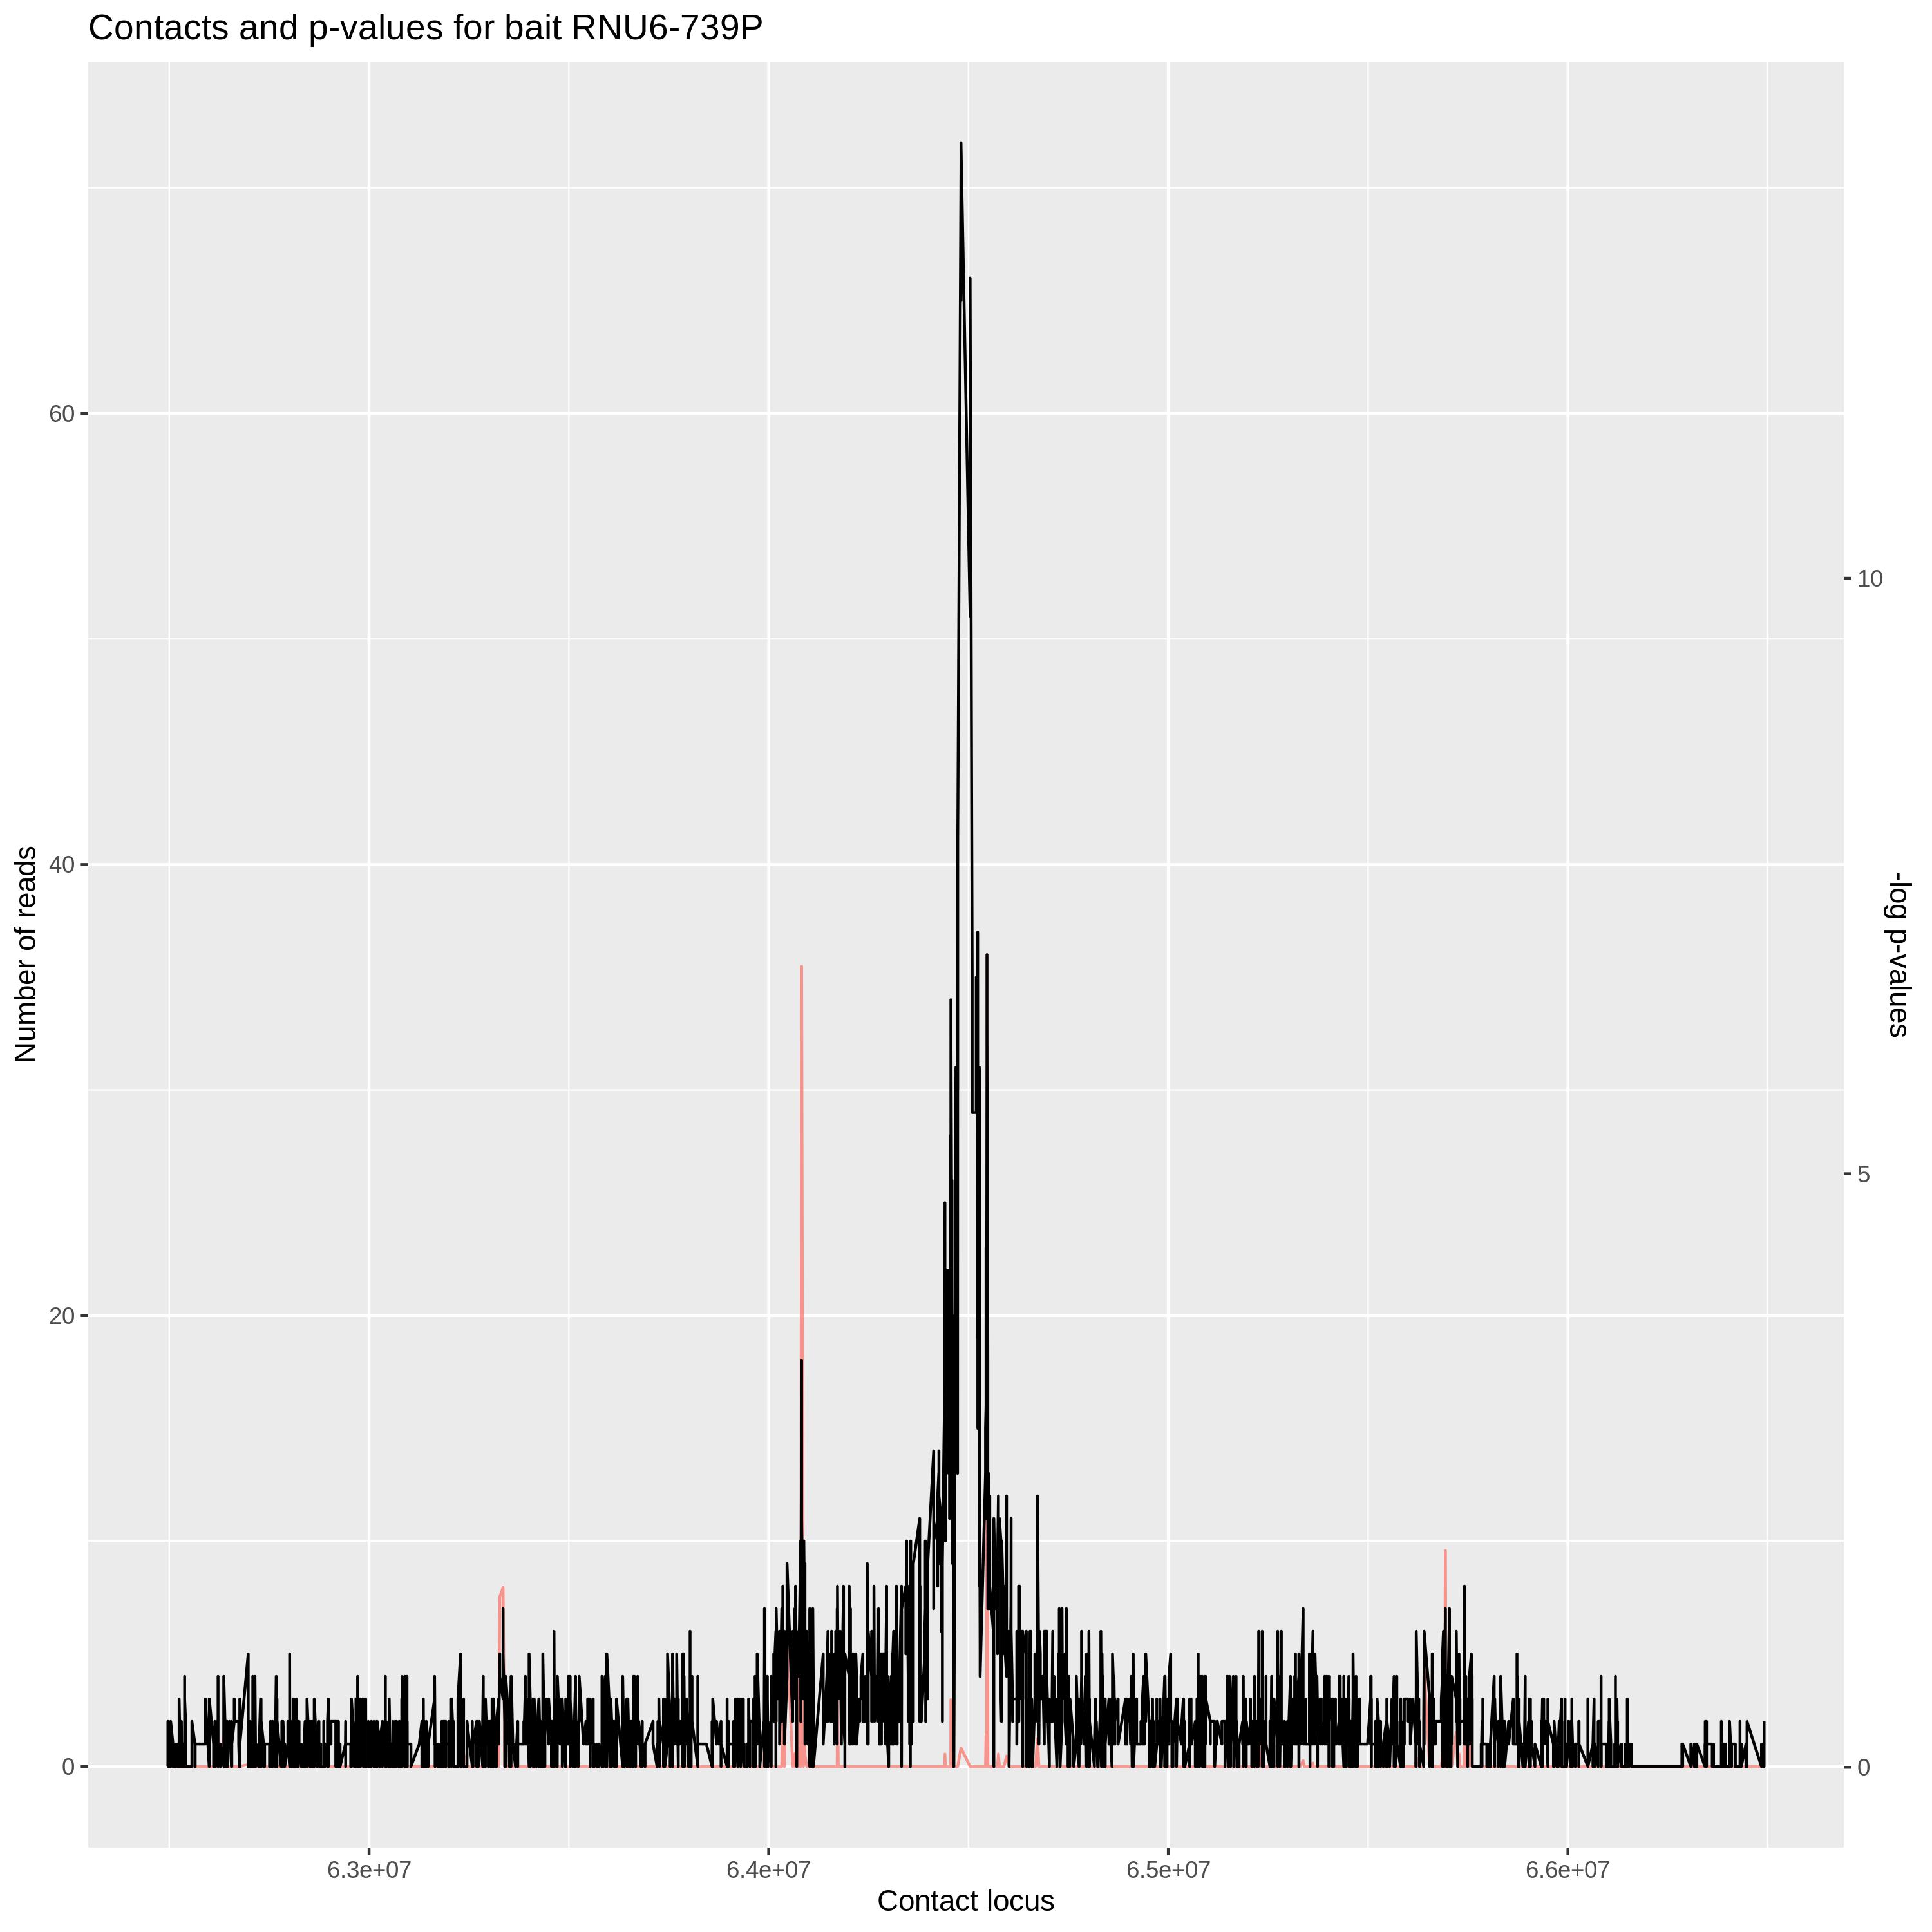 Contacts and p-values for bait RNU6-739P
60
40
20
0
10
5
0
Number of reads
-log p-values
6.3e+07
6.4e+07
6.5e+07
6.6e+07
Contact locus